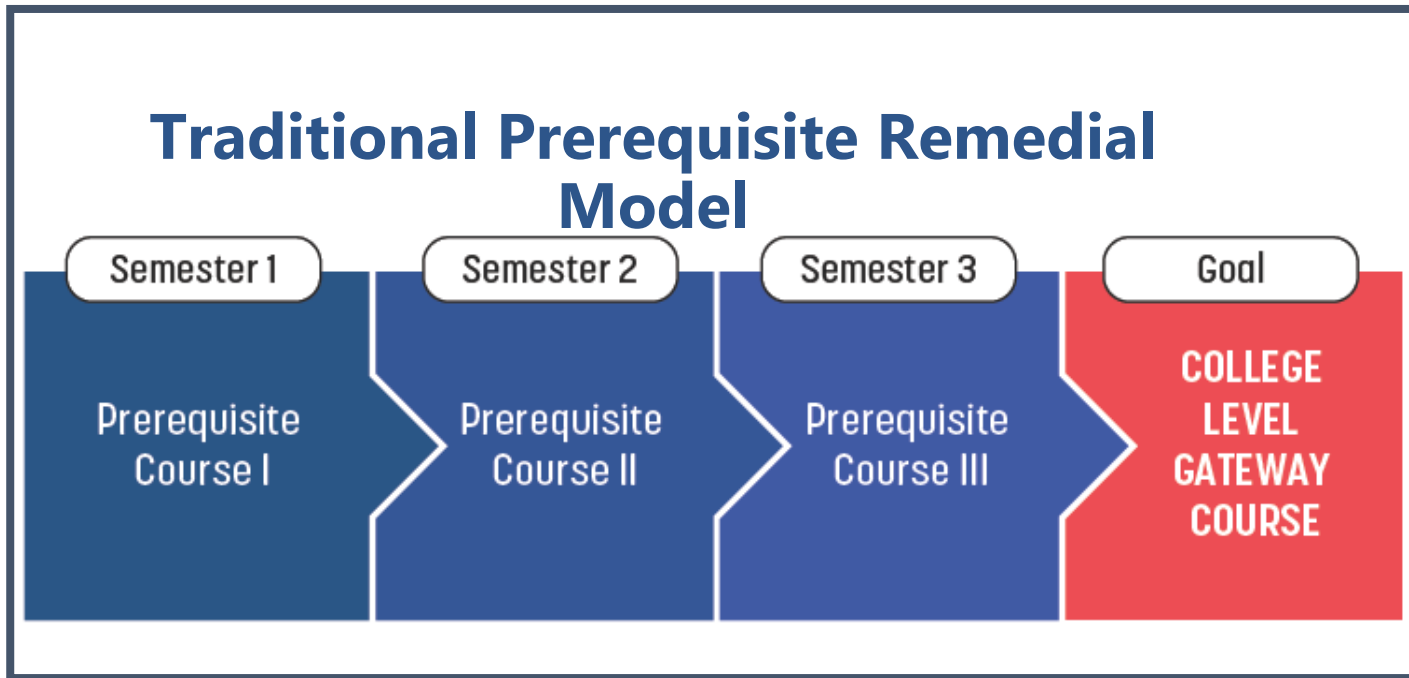 Traditional Prerequisite Remedial
Model
Semester 1
Prerequisite
Course I
Semester 2
Prerequisite
Course II
Semester 3
Prerequisite
Course III
Goal
COLLEGE
LEVEL
GATEWAY
COURSE